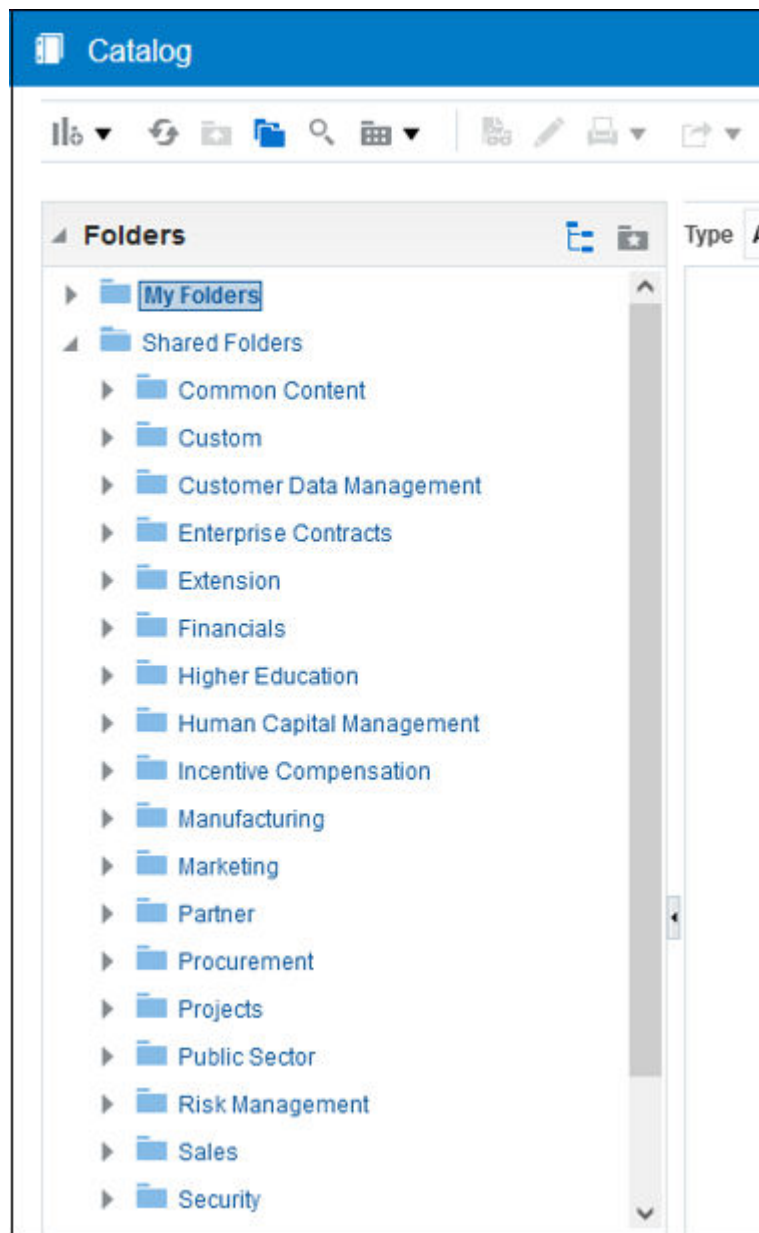 Catalog
Folders
Type
My Folders
Shared Folders
Common Content
Custom
Customer Data Management
Enterprise Contracts
Extension
Financials
Higher Education
Human Capital Management
Incentive Compensation
Manufacturing
Marketing
Partner
Procurement
Projects
Public Sector
Risk Management
Sales
Security